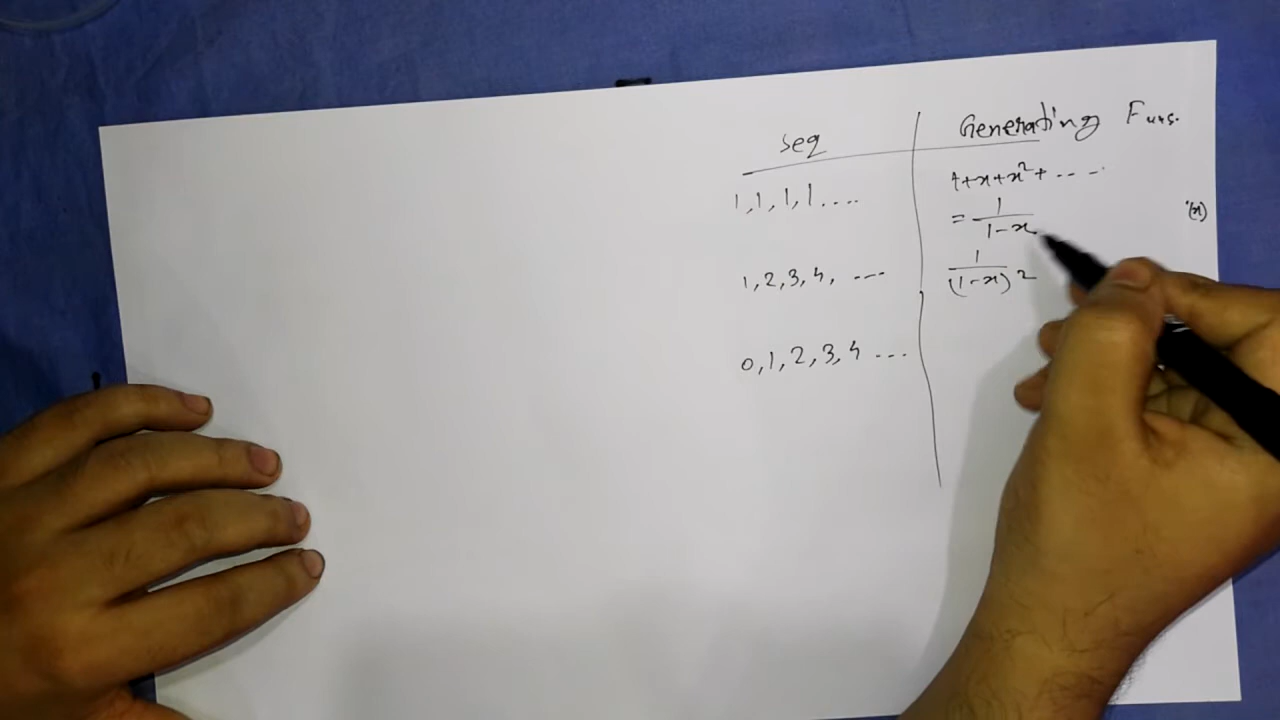 Seq | Generating Funs.
1,1,1,1.... | 1+x+x²+-- --
= 1/(1-x) (x)
1,2,3,4, --- | 1/(1-x)²
0,1,2,3,4 ---